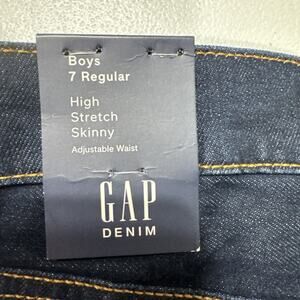 Boys
7 Regular
High
Stretch
Skinny
Adjustable Waist
GAP
DENIM